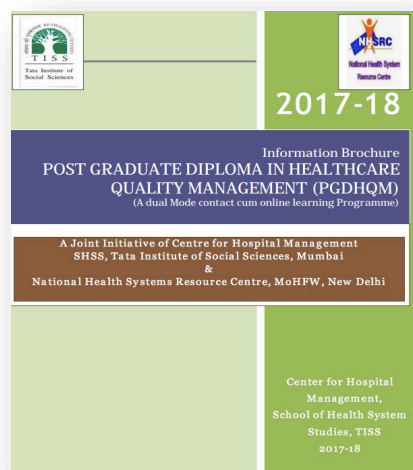 TISS
Tata Institute of
Social Sciences
NHSRC
National Health System
Resource Centre
2017-18
Information Brochure
POST GRADUATE DIPLOMA IN HEALTHCARE
QUALITY MANAGEMENT (PGDHQM)
(A dual Mode contact cum online learning Programme)
A Joint Initiative of Centre for Hospital Management
SHSS, Tata Institute of Social Sciences, Mumbai
&
National Health Systems Resource Centre, MoHFW, New Delhi
Center for Hospital
Management,
School of Health System
Studies, TISS
2017-18